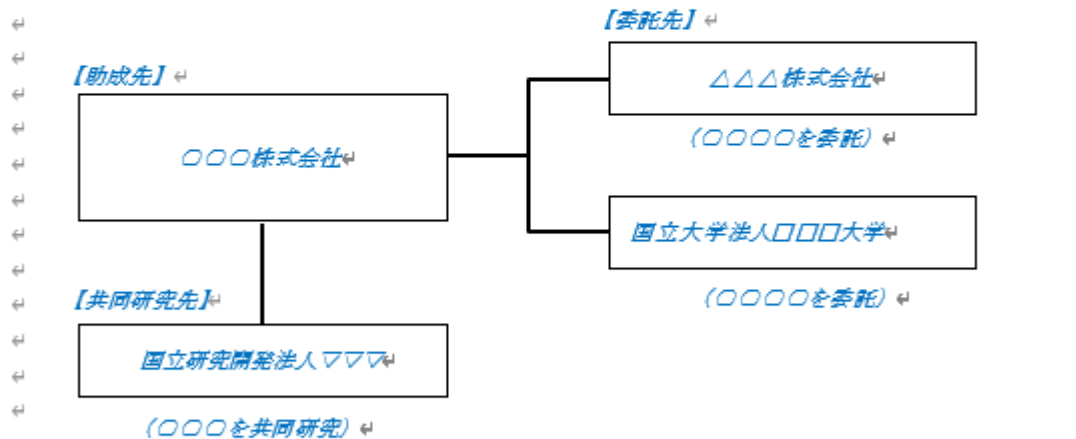 【委託先】
【助成先】
△△△株式会社
〇〇〇株式会社
(〇〇〇〇を委託)
国立大学法人□□□大学
【共同研究先】
(〇〇〇〇を委託)
国立研究開発法人▽▽▽
(〇〇〇を共同研究)